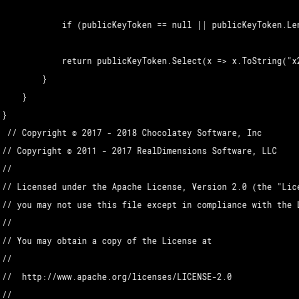 if (publicKeyToken == null || publicKeyToken.Len
return publicKeyToken.Select(x => x.ToString("x2
}
}
}
// Copyright © 2017 - 2018 Chocolatey Software, Inc
// Copyright © 2011 - 2017 RealDimensions Software, LLC
//
// Licensed under the Apache License, Version 2.0 (the "Lice
// you may not use this file except in compliance with the L
//
// You may obtain a copy of the License at
//
// http://www.apache.org/licenses/LICENSE-2.0
//